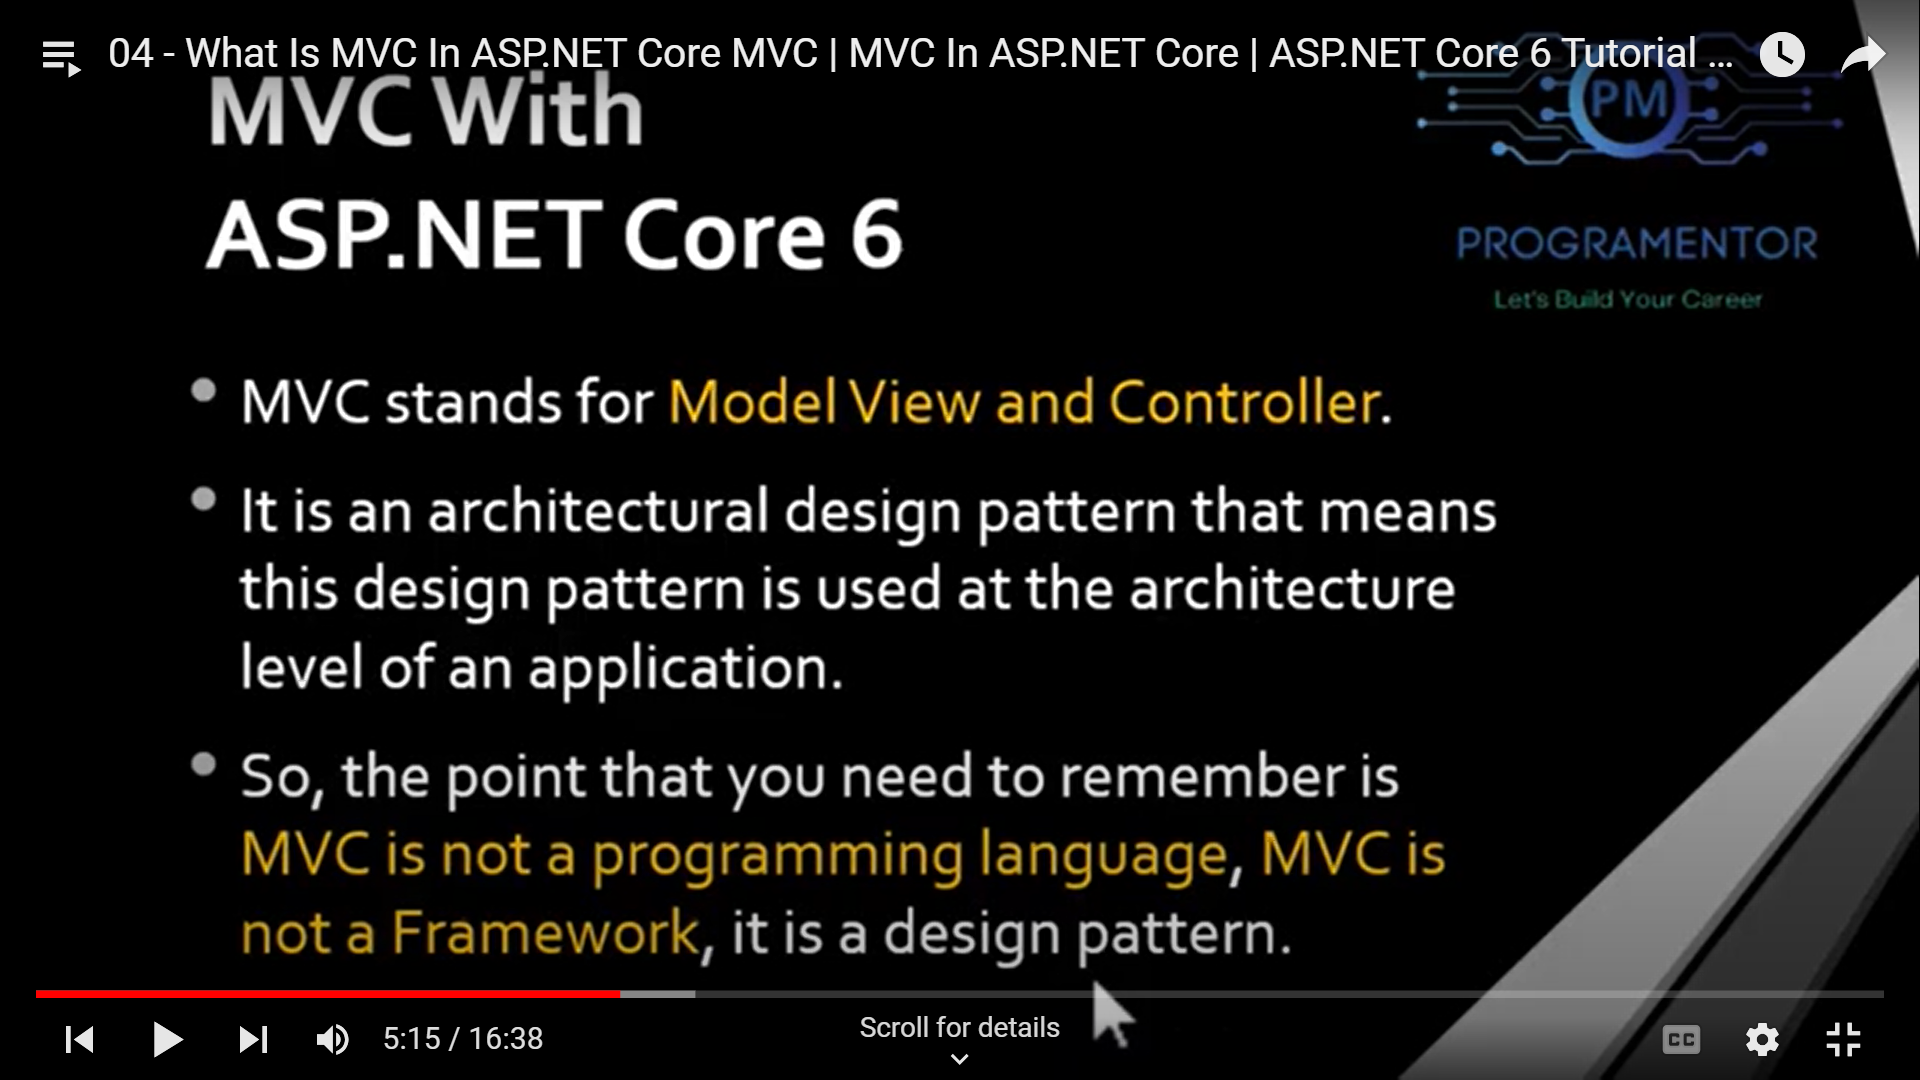 04 - What Is MVC In ASP.NET Core MVC | MVC In ASP.NET Core | ASP.NET Core 6 Tutorial ...
MVC With
ASP.NET Core 6
PM
PROGRAMENTOR
Let's Build Your Career
MVC stands for Model View and Controller.
It is an architectural design pattern that means
this design pattern is used at the architecture
level of an application.
So, the point that you need to remember is
MVC is not a programming language, MVC is
not a Framework, it is a design pattern.
5:15 / 16:38
Scroll for details
CC